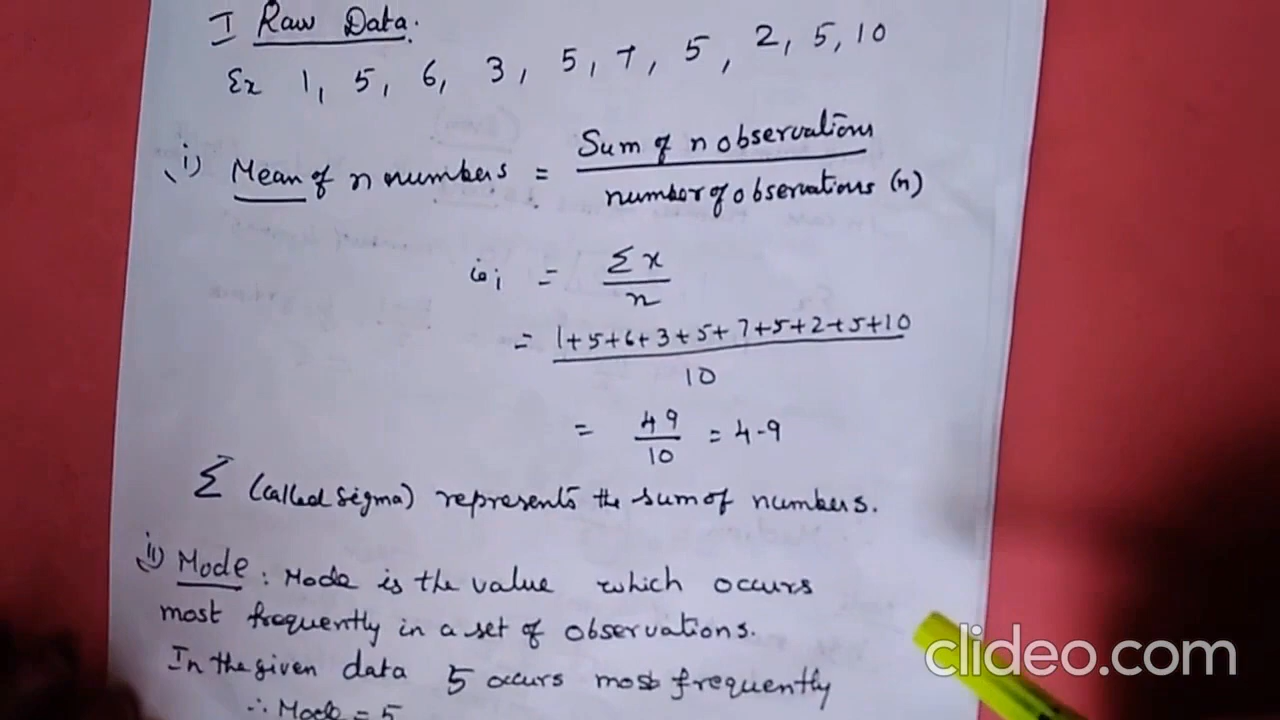 I Raw Data:
Ex 1, 5, 6, 3, 5, 7, 5, 2, 5, 10
i) Mean of n numbers = Sum of n observations / number of observations (n)
ie, = Σx / n
= 1+5+6+3+5+7+5+2+5+10 / 10
= 49 / 10 = 4.9
Σ (called sigma) represents the sum of numbers.
ii) Mode: Mode is the value which occurs
most frequently in a set of observations.
In the given data 5 occurs most frequently
∴ Mode = 5
clideo.com